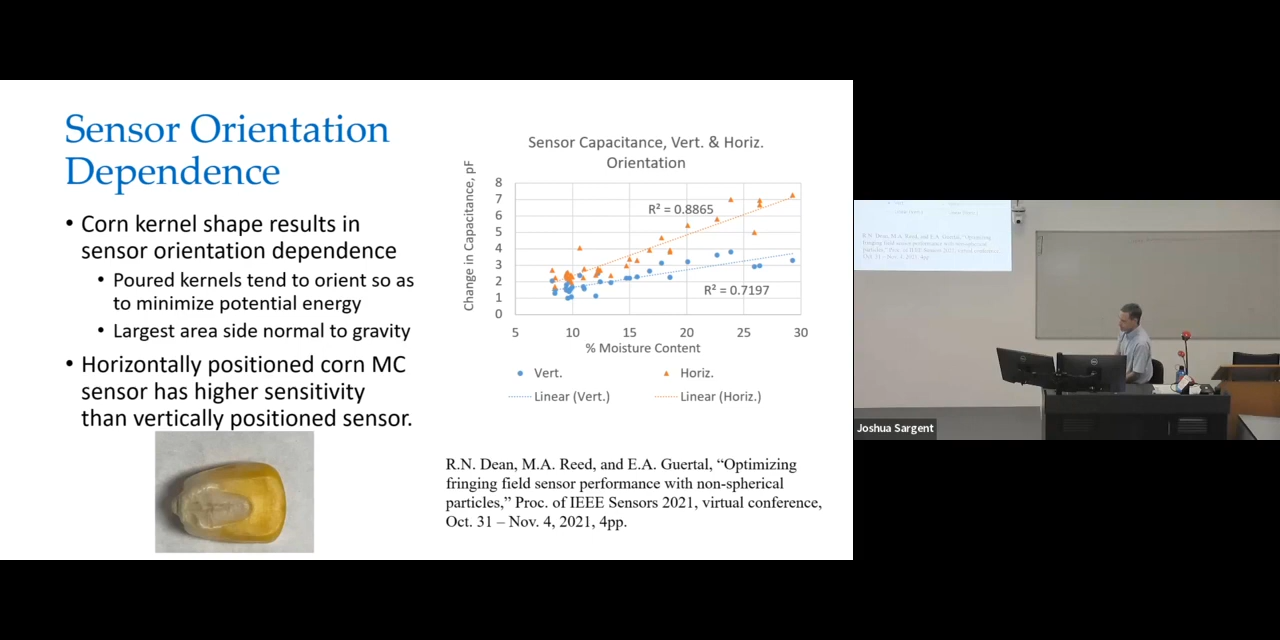 Sensor Orientation
Dependence
• Corn kernel shape results in
sensor orientation dependence
• Poured kernels tend to orient so as
to minimize potential energy
• Largest area side normal to gravity
• Horizontally positioned corn MC
sensor has higher sensitivity
than vertically positioned sensor.
Sensor Capacitance, Vert. & Horiz.
Orientation
Change in Capacitance, pF
8
7
6
5
4
3
2
1
0
R² = 0.8865
R² = 0.7197
5 10 15 20 25 30
% Moisture Content
Vert. Horiz.
Linear (Vert.) Linear (Horiz.)
R.N. Dean, M.A. Reed, and E.A. Guertal, “Optimizing
fringing field sensor performance with non-spherical
particles,” Proc. of IEEE Sensors 2021, virtual conference,
Oct. 31 – Nov. 4, 2021, 4pp.
Joshua Sargent